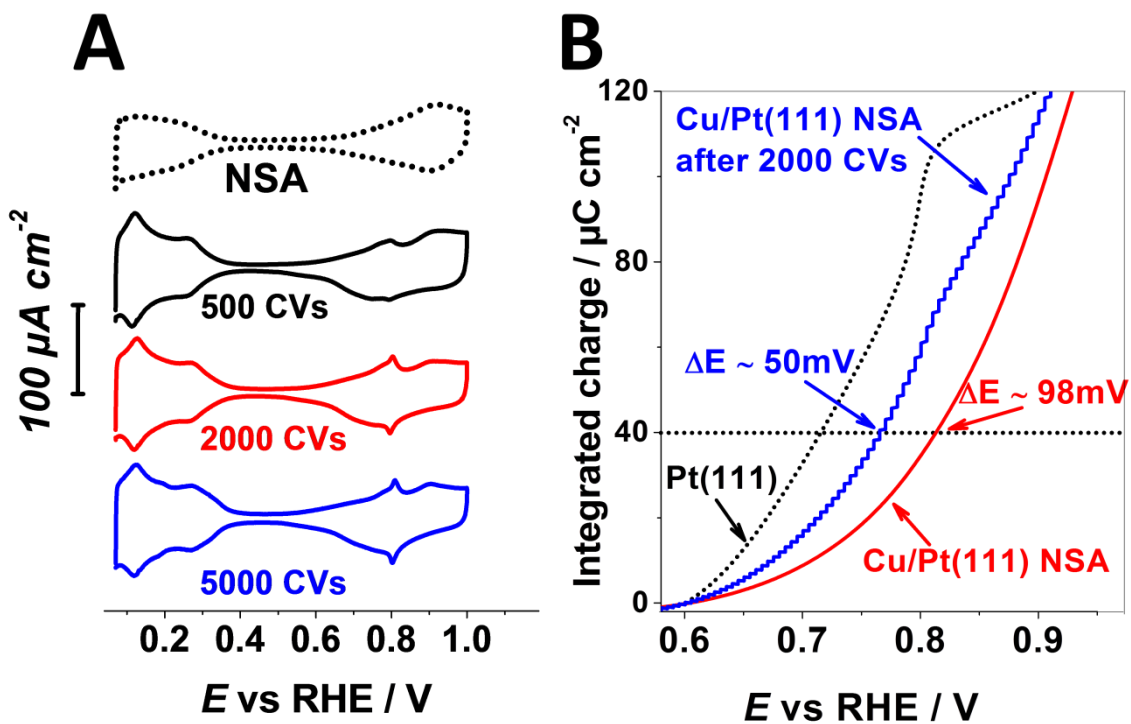 A
NSA
500 CVs
2000 CVs
5000 CVs
100 µA cm-2
0.2 0.4 0.6 0.8 1.0
E vs RHE / V
B
120
80
40
0
Integrated charge / µC cm-2
Cu/Pt(111) NSA
after 2000 CVs
ΔE ~ 50mV
ΔE ~ 98mV
Pt(111)
Cu/Pt(111) NSA
0.6 0.7 0.8 0.9
E vs RHE / V